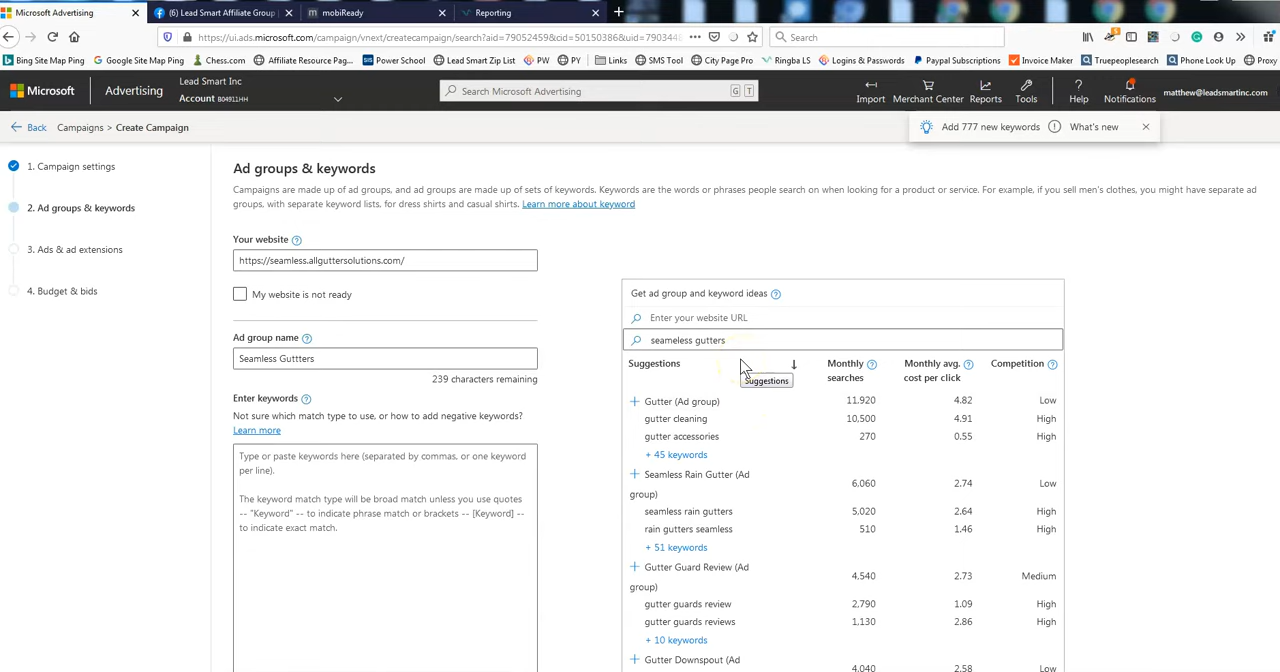 Microsoft Advertising
(6) Lead Smart Affiliate Group |
mobiReady
Reporting
https://ui.ads.microsoft.com/campaign/vnext/createcampaign/search?aid=79052459&cid=50150386&uid=7903448
Search
Bing Site Map Ping
Google Site Map Ping
Chess.com
Affiliate Resource Pag...
Power School
Lead Smart Zip List
PW
PY
Links
SMS Tool
City Page Pro
Ringba LS
Logins & Passwords
Paypal Subscriptions
Invoice Maker
Truepeoplesearch
Phone Look Up
Proxy
Microsoft
Advertising
Lead Smart Inc
Account B04911HH
Search Microsoft Advertising
G T
Import
Merchant Center
Reports
Tools
Help
Notifications
matthew@leadsmartinc.com
Back
Campaigns > Create Campaign
Add 777 new keywords
What's new
1. Campaign settings
2. Ad groups & keywords
3. Ads & ad extensions
4. Budget & bids
Ad groups & keywords
Campaigns are made up of ad groups, and ad groups are made up of sets of keywords. Keywords are the words or phrases people search on when looking for a product or service. For example, if you sell men's clothes, you might have separate ad
groups, with separate keyword lists, for dress shirts and casual shirts. Learn more about keyword
Your website
https://seamless.allguttersolutions.com/
My website is not ready
Ad group name
Seamless Guttters
239 characters remaining
Enter keywords
Not sure which match type to use, or how to add negative keywords?
Learn more
Type or paste keywords here (separated by commas, or one keyword
per line).
The keyword match type will be broad match unless you use quotes
-- "Keyword" -- to indicate phrase match or brackets -- [Keyword] --
to indicate exact match.
Get ad group and keyword ideas
Enter your website URL
seameless gutters
Suggestions
Monthly searches
Monthly avg. cost per click
Competition
Suggestions
Gutter (Ad group) 11,920 4.82 Low
gutter cleaning 10,500 4.91 High
gutter accessories 270 0.55 High
+ 45 keywords
Seamless Rain Gutter (Ad
group) 6,060 2.74 Low
seamless rain gutters 5,020 2.64 High
rain gutters seamless 510 1.46 High
+ 51 keywords
Gutter Guard Review (Ad
group) 4,540 2.73 Medium
gutter guards review 2,790 1.09 High
gutter guards reviews 1,130 2.86 High
+ 10 keywords
Gutter Downspout (Ad 4,040 2.58 Low